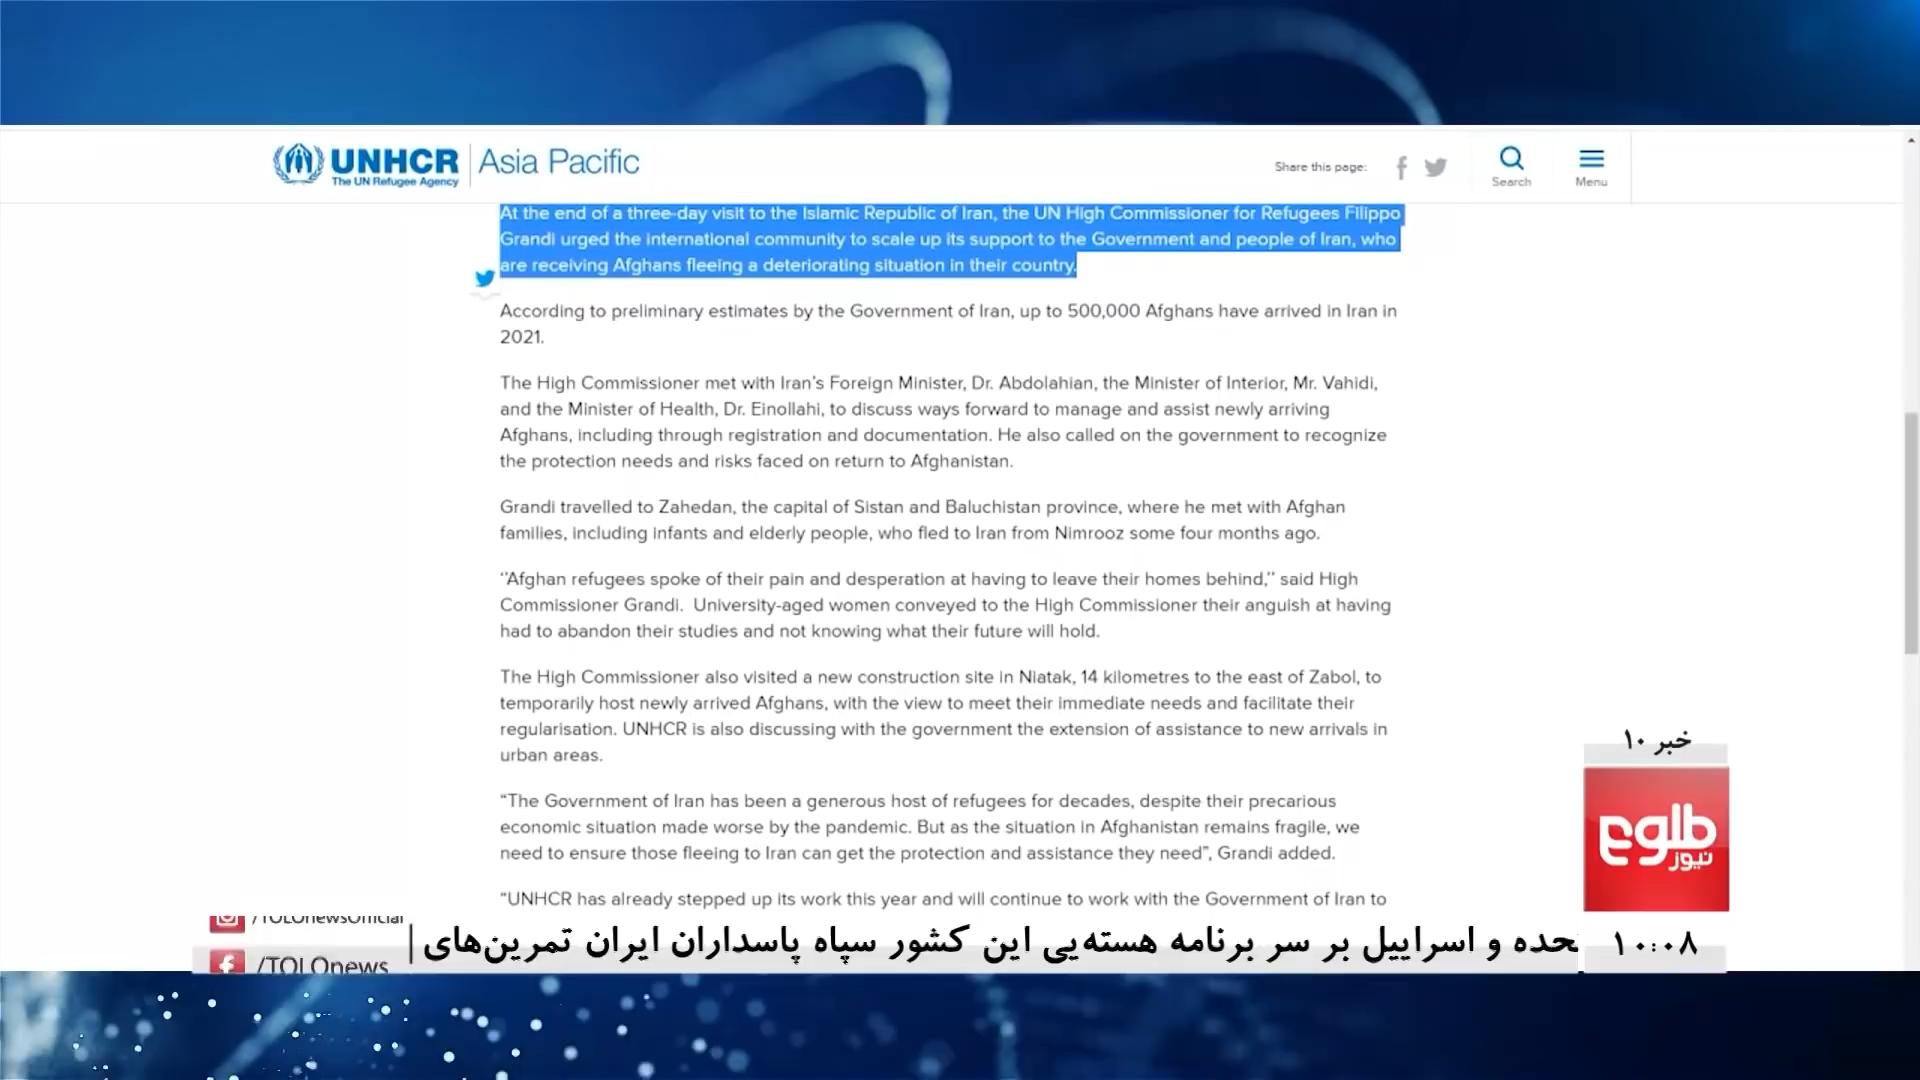 UNHCR
The UN Refugee Agency
Asia Pacific
Share this page:
Search
Menu
At the end of a three-day visit to the Islamic Republic of Iran, the UN High Commissioner for Refugees Filippo
Grandi urged the international community to scale up its support to the Government and people of Iran, who
are receiving Afghans fleeing a deteriorating situation in their country.
According to preliminary estimates by the Government of Iran, up to 500,000 Afghans have arrived in Iran in
2021.
The High Commissioner met with Iran’s Foreign Minister, Dr. Abdolahian, the Minister of Interior, Mr. Vahidi,
and the Minister of Health, Dr. Einollahi, to discuss ways forward to manage and assist newly arriving
Afghans, including through registration and documentation. He also called on the government to recognize
the protection needs and risks faced on return to Afghanistan.
Grandi travelled to Zahedan, the capital of Sistan and Baluchistan province, where he met with Afghan
families, including infants and elderly people, who fled to Iran from Nimrooz some four months ago.
‘’Afghan refugees spoke of their pain and desperation at having to leave their homes behind,’’ said High
Commissioner Grandi. University-aged women conveyed to the High Commissioner their anguish at having
had to abandon their studies and not knowing what their future will hold.
The High Commissioner also visited a new construction site in Niatak, 14 kilometres to the east of Zabol, to
temporarily host newly arrived Afghans, with the view to meet their immediate needs and facilitate their
regularisation. UNHCR is also discussing with the government the extension of assistance to new arrivals in
urban areas.
“The Government of Iran has been a generous host of refugees for decades, despite their precarious
economic situation made worse by the pandemic. But as the situation in Afghanistan remains fragile, we
need to ensure those fleeing to Iran can get the protection and assistance they need”, Grandi added.
“UNHCR has already stepped up its work this year and will continue to work with the Government of Iran to
خبر ۱۰
طلوع
نیوز
/TOLOnewsOfficial
/TOLOnews
و اسراییل بر سر برنامه هسته‌یی این کشور سپاه پاسداران ایران تمرین‌های
۱۰:۰۸